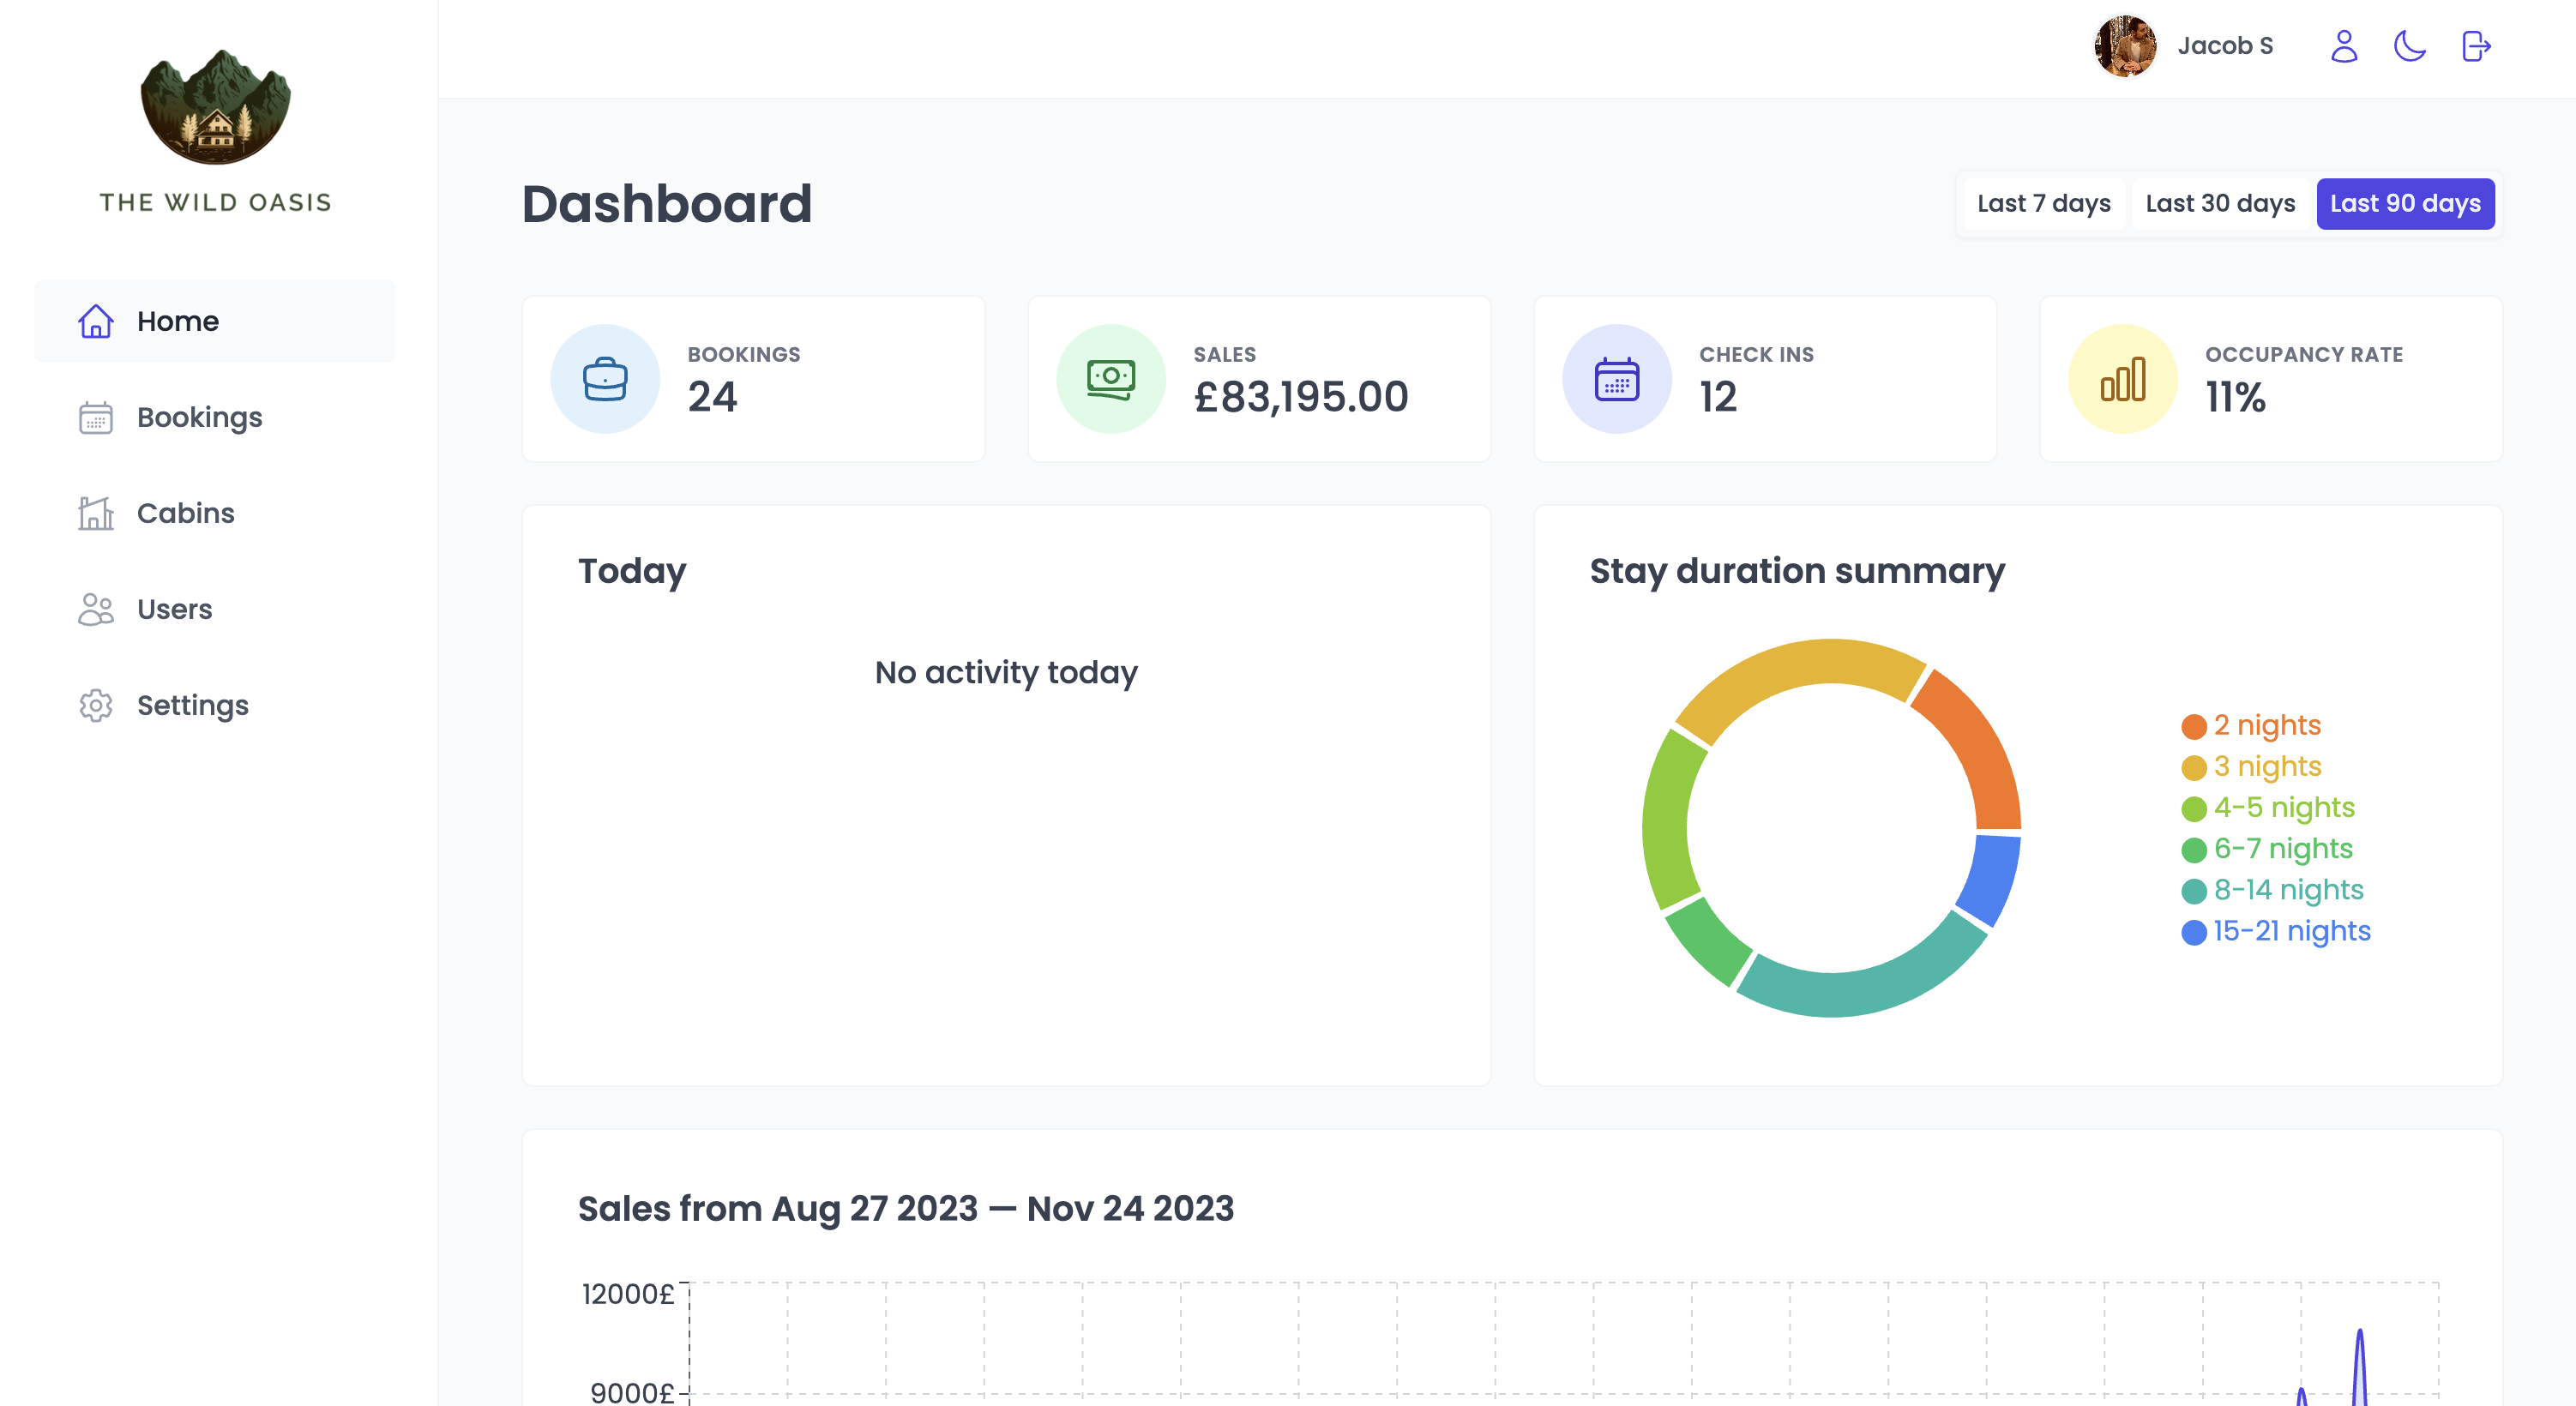 THE WILD OASIS
Home
Bookings
Cabins
Users
Settings
Jacob S
Dashboard
Last 7 days
Last 30 days
Last 90 days
BOOKINGS
24
SALES
£83,195.00
CHECK INS
12
OCCUPANCY RATE
11%
Today
No activity today
Stay duration summary
2 nights
3 nights
4-5 nights
6-7 nights
8-14 nights
15-21 nights
Sales from Aug 27 2023 — Nov 24 2023
12000£
9000£